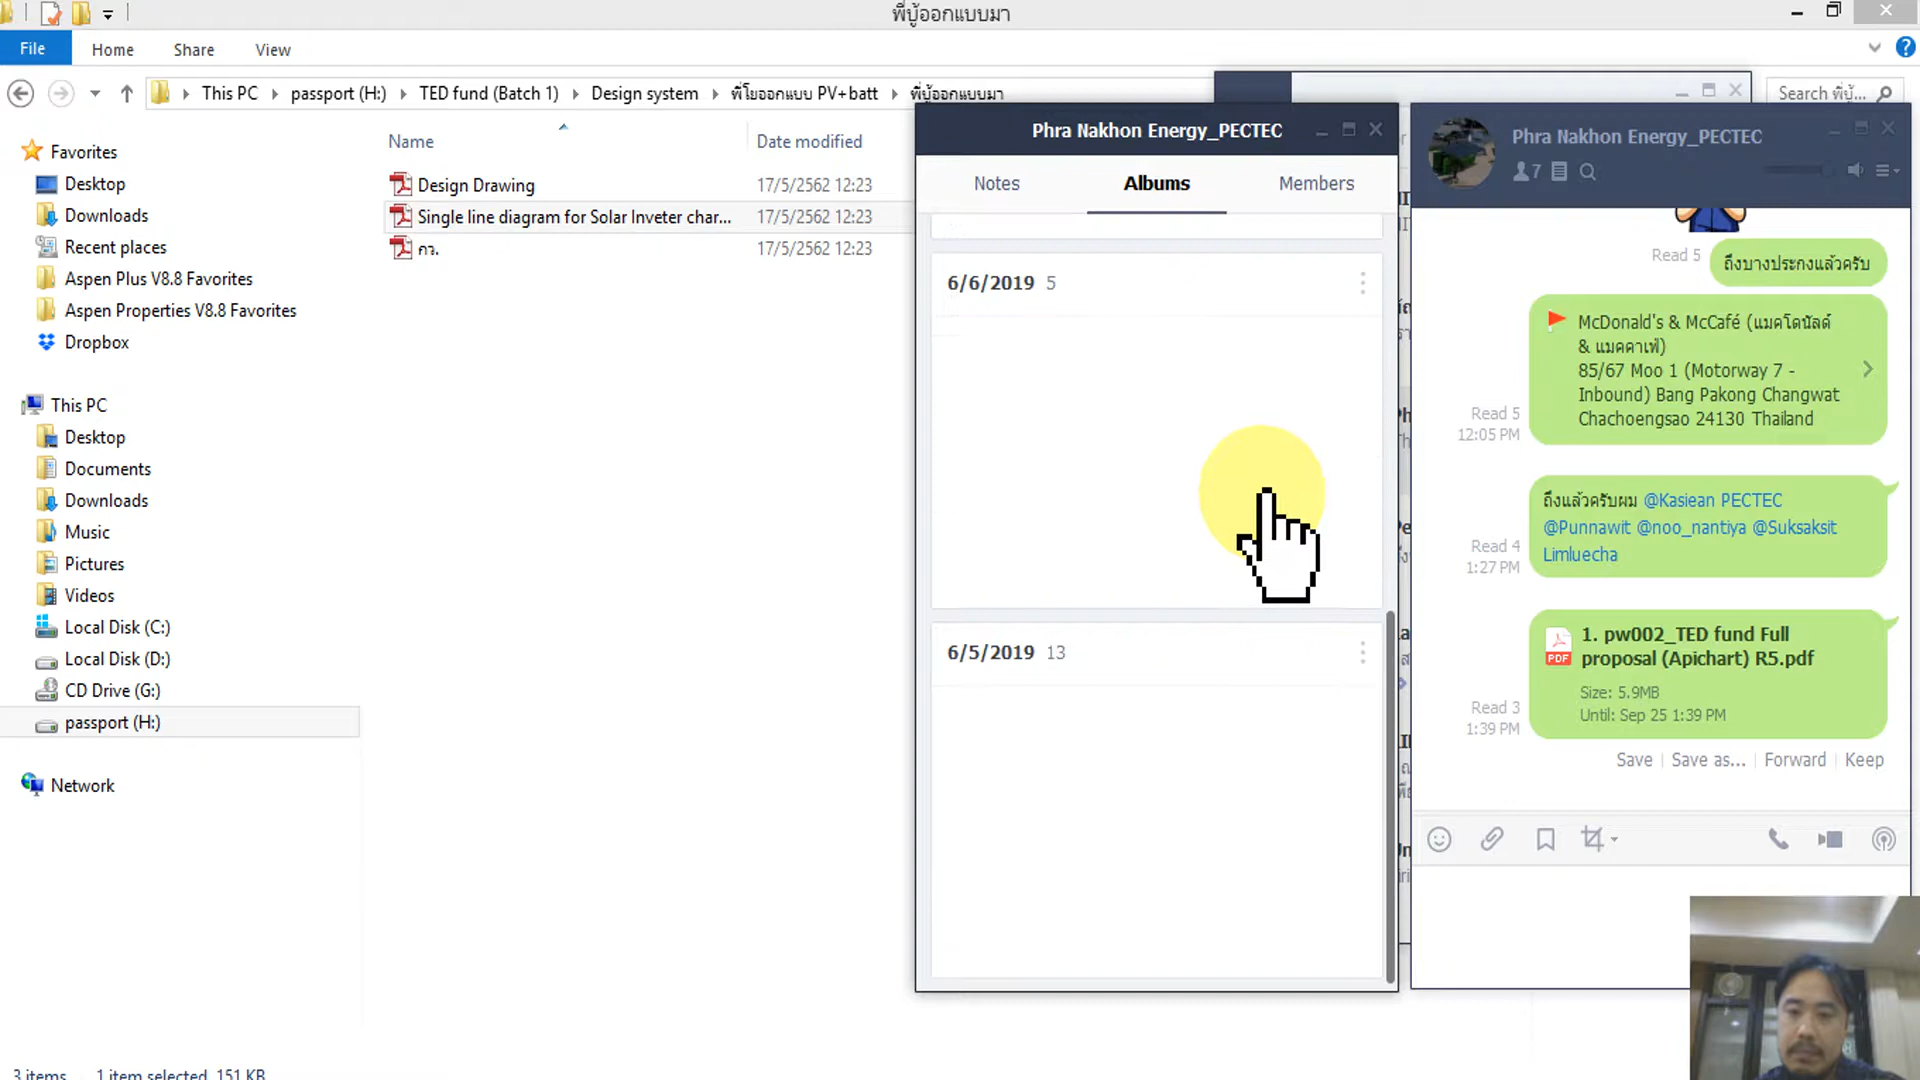 พี่บู้ออกแบบมา
File Home Share View
This PC passport (H:) TED fund (Batch 1) Design system พี่โยออกแบบ PV+batt พี่บู้ออกแบบมา
Search พี่บู้...
Favorites
Desktop
Downloads
Recent places
Aspen Plus V8.8 Favorites
Aspen Properties V8.8 Favorites
Dropbox
This PC
Desktop
Documents
Downloads
Music
Pictures
Videos
Local Disk (C:)
Local Disk (D:)
CD Drive (G:)
passport (H:)
Network
3 items 1 item selected 151 KB
Name Date modified
Design Drawing 17/5/2562 12:23
Single line diagram for Solar Inveter char... 17/5/2562 12:23
กว. 17/5/2562 12:23
Phra Nakhon Energy_PECTEC
Notes Albums Members
6/6/2019 5
6/5/2019 13
Phra Nakhon Energy_PECTEC
7
Read 5
ถึงบางประกงแล้วครับ
McDonald's & McCafé (แมคโดนัลด์
& แมคคาเฟ่)
85/67 Moo 1 (Motorway 7 -
Inbound) Bang Pakong Changwat
Chachoengsao 24130 Thailand
Read 5
12:05 PM
ถึงแล้วครับผม @Kasiean PECTEC
@Punnawit @noo_nantiya @Suksaksit
Limluecha
Read 4
1:27 PM
PDF
1. pw002_TED fund Full
proposal (Apichart) R5.pdf
Size: 5.9MB
Until: Sep 25 1:39 PM
Read 3
1:39 PM
Save Save as... Forward Keep